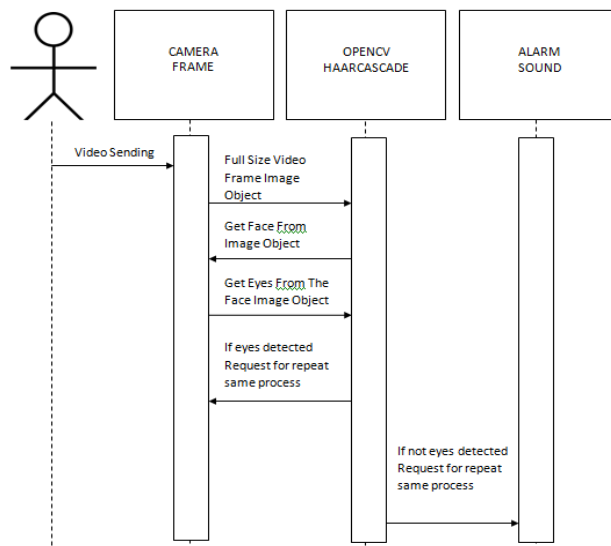 CAMERA
FRAME
OPENCV
HAARCASCADE
ALARM
SOUND
Video Sending
Full Size Video
Frame Image
Object
Get Face From
Image Object
Get Eyes From The
Face Image Object
If eyes detected
Request for repeat
same process
If not eyes detected
Request for repeat
same process